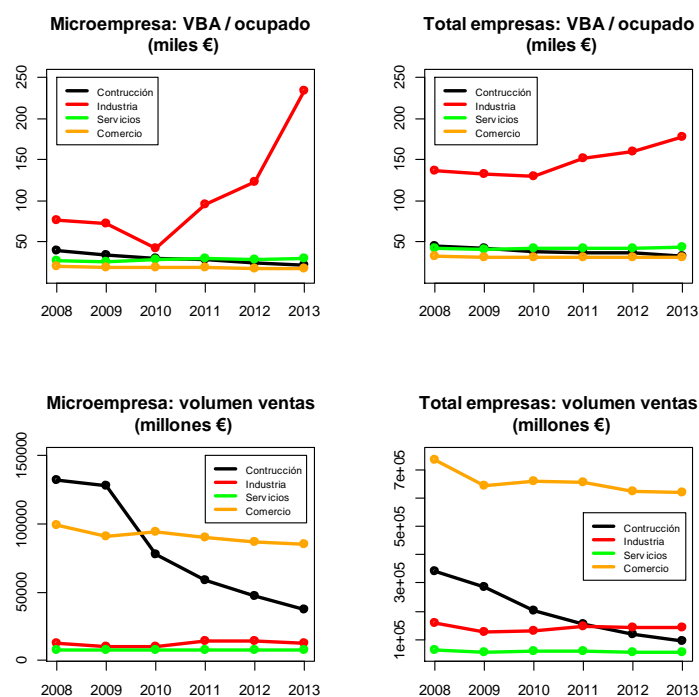 Microempresa: VBA / ocupado
(miles €)
250
200
150
100
50
Contrucción
Industria
Servicios
Comercio
2008 2009 2010 2011 2012 2013
Total empresas: VBA / ocupado
(miles €)
250
200
150
100
50
Contrucción
Industria
Servicios
Comercio
2008 2009 2010 2011 2012 2013
Microempresa: volumen ventas
(millones €)
150000
100000
50000
0
Contrucción
Industria
Servicios
Comercio
2008 2009 2010 2011 2012 2013
Total empresas: volumen ventas
(millones €)
7e+05
5e+05
3e+05
1e+05
Contrucción
Industria
Servicios
Comercio
2008 2009 2010 2011 2012 2013